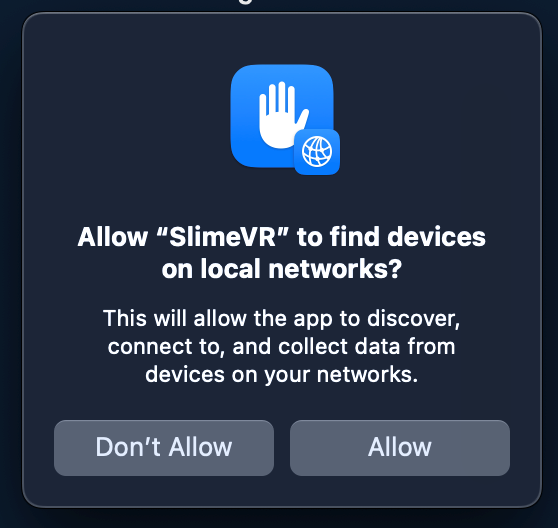 Allow “SlimeVR” to find devices
on local networks?
This will allow the app to discover,
connect to, and collect data from
devices on your networks.
Don’t Allow
Allow